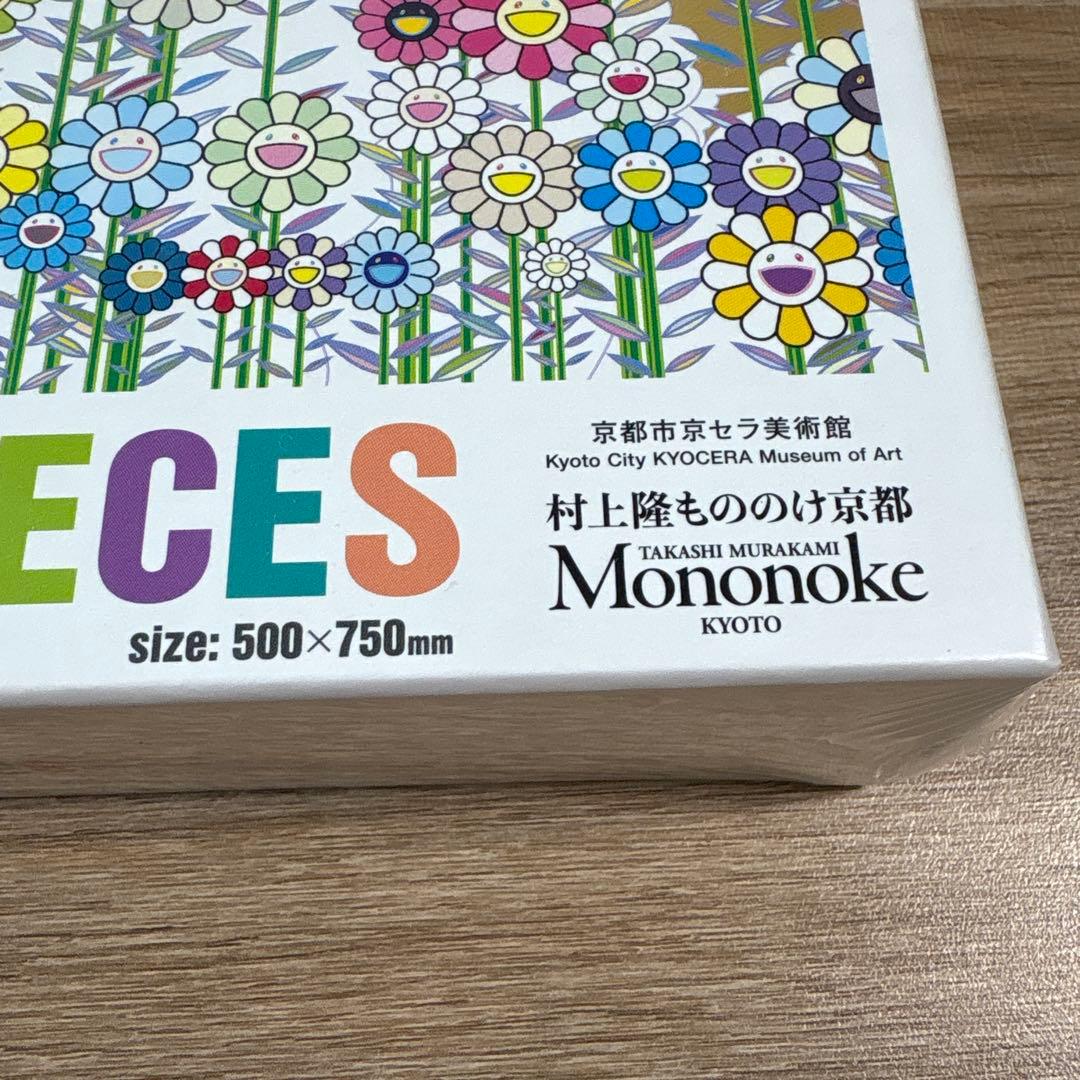 ECES
size: 500×750mm
京都市京セラ美術館
Kyoto City KYOCERA Museum of Art
村上隆もののけ京都
TAKASHI MURAKAMI
Mononoke
KYOTO